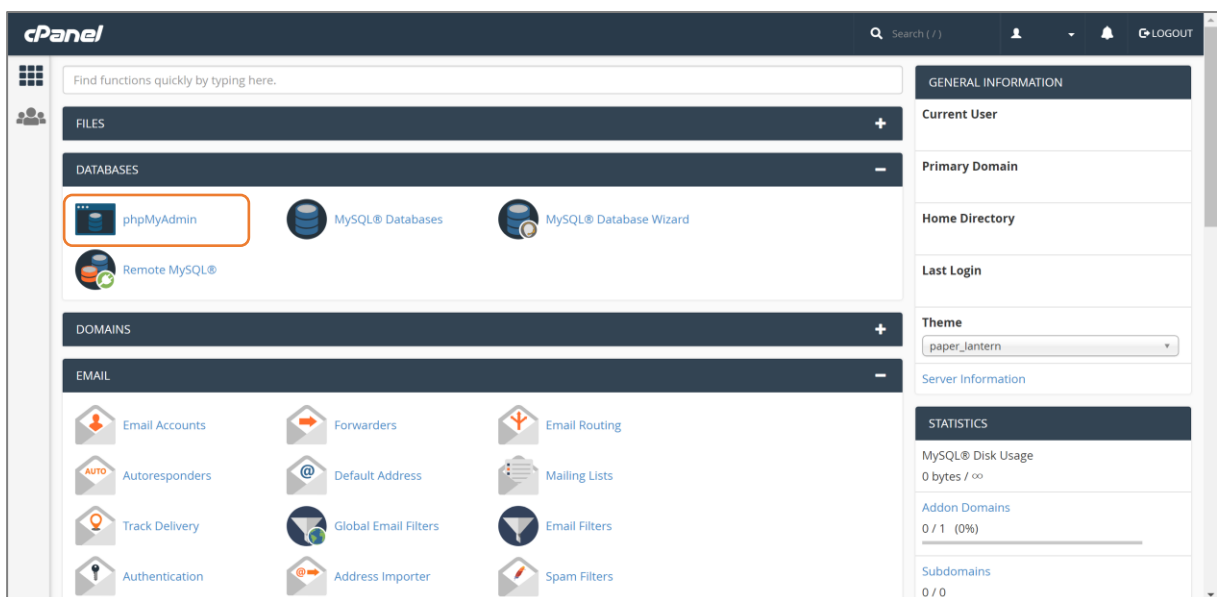 cPanel
Search ( / )
LOGOUT
Find functions quickly by typing here.
FILES
DATABASES
phpMyAdmin
MySQL® Databases
MySQL® Database Wizard
Remote MySQL®
DOMAINS
EMAIL
Email Accounts
Forwarders
Email Routing
AUTO
Autoresponders
@
Default Address
Mailing Lists
Track Delivery
Global Email Filters
Email Filters
Authentication
@
Address Importer
Spam Filters
GENERAL INFORMATION
Current User
Primary Domain
Home Directory
Last Login
Theme
paper_lantern
Server Information
STATISTICS
MySQL® Disk Usage
0 bytes / ∞
Addon Domains
0 / 1 (0%)
Subdomains
0 / 0